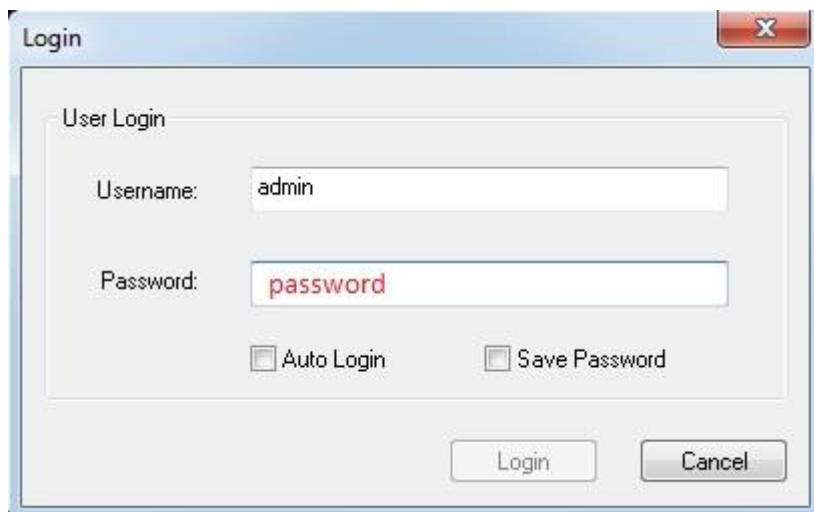 Login
User Login
Username: admin
Password: password
Auto Login Save Password
Login Cancel